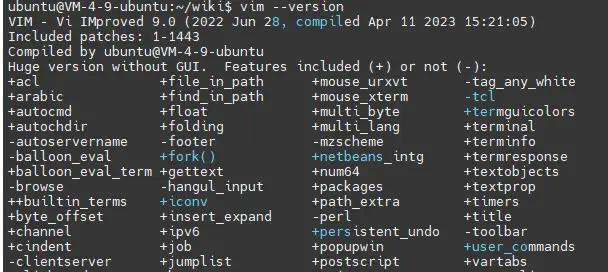 ubuntu@VM-4-9-ubuntu:~/wiki$ vim --version
VIM - Vi IMproved 9.0 (2022 Jun 28, compiled Apr 11 2023 15:21:05)
Included patches: 1-1443
Compiled by ubuntu@VM-4-9-ubuntu
Huge version without GUI.  Features included (+) or not (-):
+acl +file_in_path +mouse_urxvt -tag_any_white
+arabic +find_in_path +mouse_xterm -tcl
+autocmd +float +multi_byte +termguicolors
+autochdir +folding +multi_lang +terminal
-autoservername -footer -mzscheme +terminfo
-balloon_eval +fork() +netbeans_intg +termresponse
+balloon_eval_term +gettext +num64 +textobjects
-browse -hangul_input +packages +textprop
++builtin_terms +iconv +path_extra +timers
+byte_offset +insert_expand -perl +title
+channel +ipv6 +persistent_undo -toolbar
+cindent +job +popupwin +user_commands
-clientserver +jumplist +postscript +vartabs